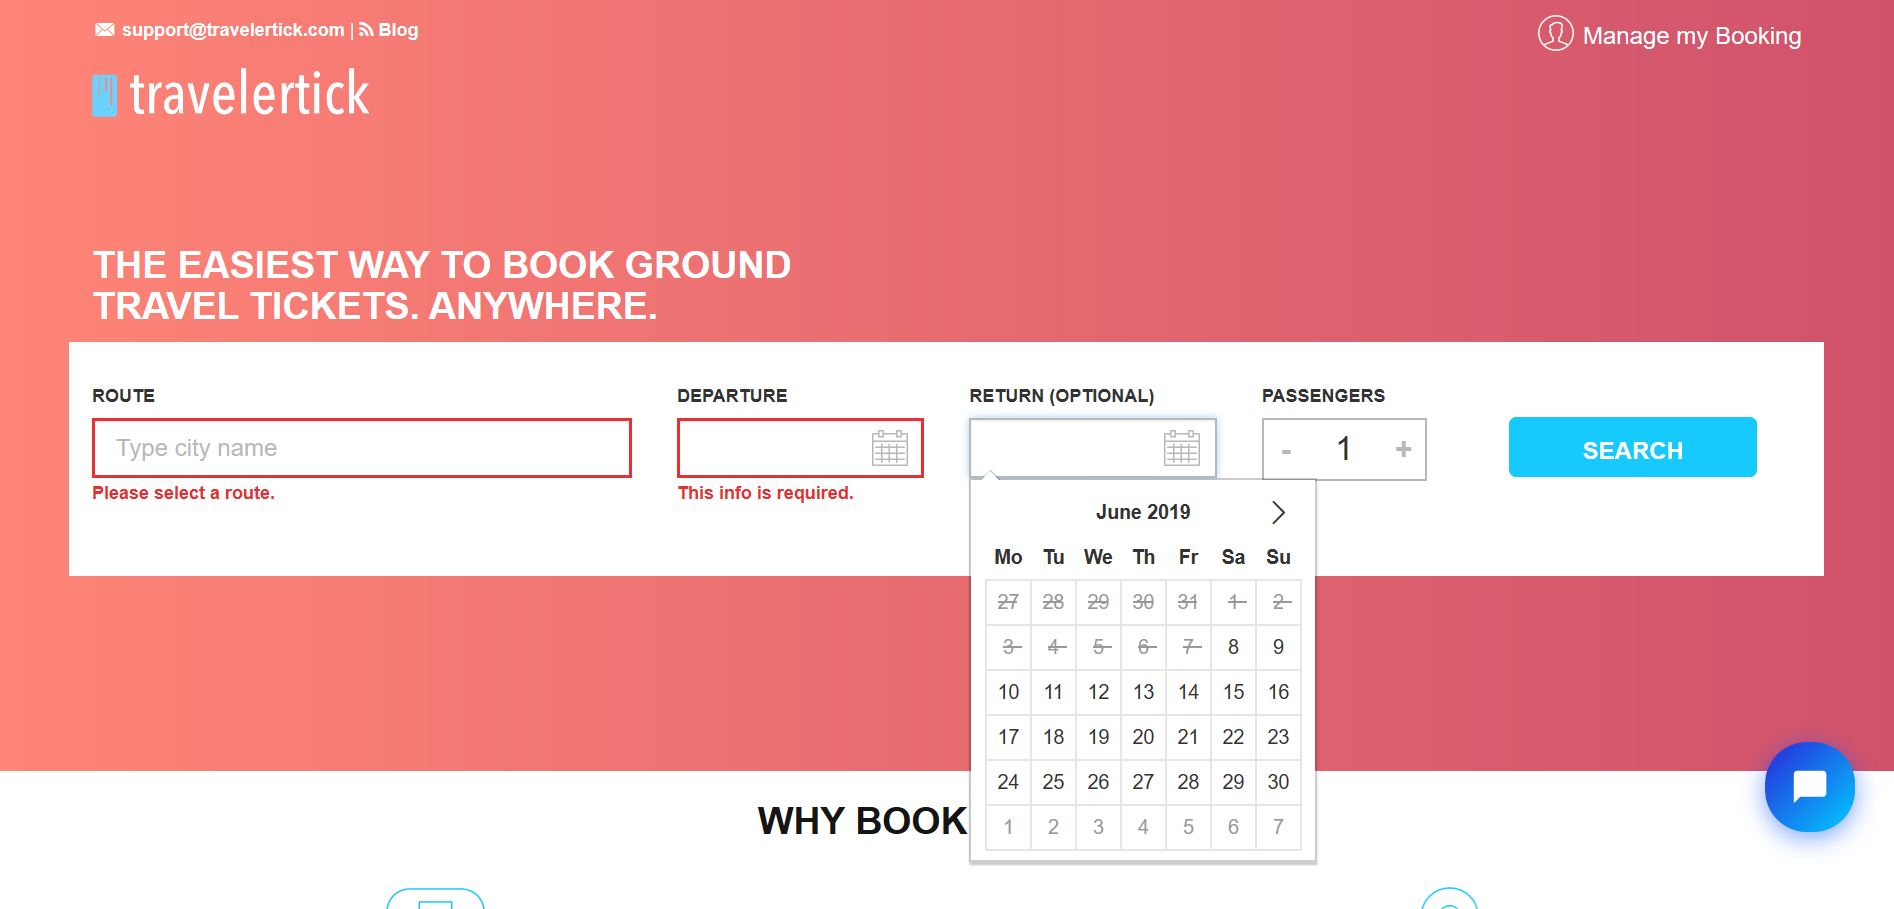 support@travelertick.com | Blog
Manage my Booking
travelertick
THE EASIEST WAY TO BOOK GROUND
TRAVEL TICKETS. ANYWHERE.
ROUTE
DEPARTURE
RETURN (OPTIONAL)
PASSENGERS
Type city name
- 1 +
SEARCH
Please select a route.
This info is required.
June 2019
Mo Tu We Th Fr Sa Su
27 28 29 30 31 1 2
3 4 5 6 7 8 9
10 11 12 13 14 15 16
17 18 19 20 21 22 23
24 25 26 27 28 29 30
1 2 3 4 5 6 7
WHY BOOK